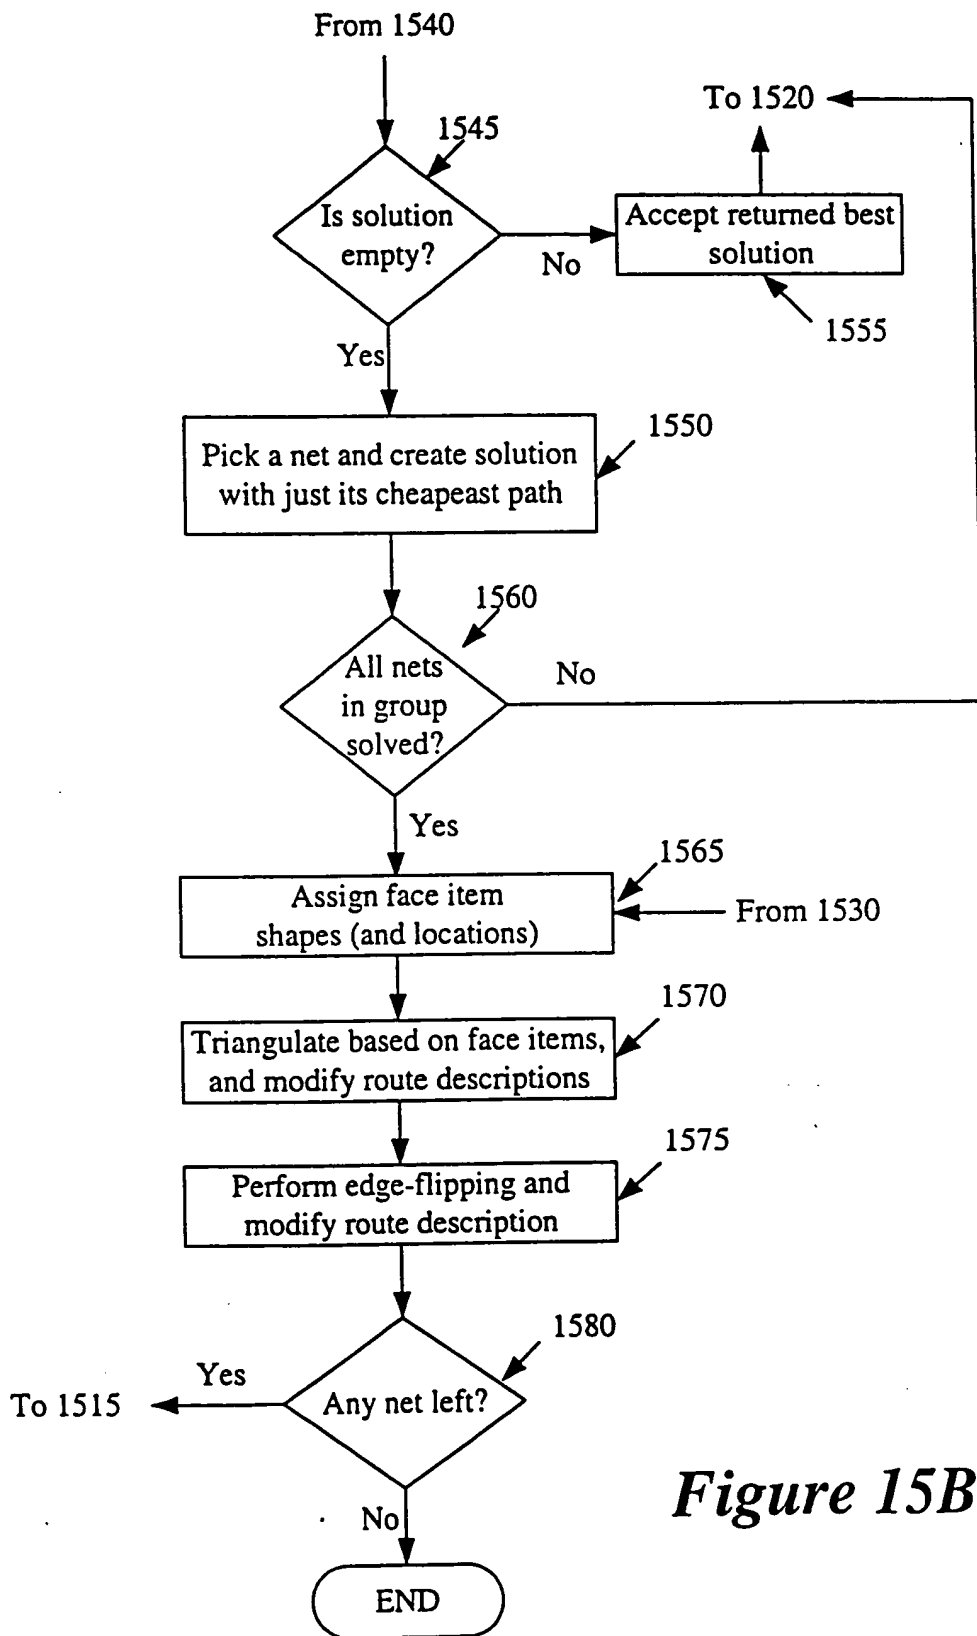 From 1540
To 1520
1545
Is solution
empty?
No
Accept returned best
solution
1555
Yes
1550
Pick a net and create solution
with just its cheapeast path
1560
All nets
in group
solved?
No
Yes
1565
Assign face item
shapes (and locations)
From 1530
1570
Triangulate based on face items,
and modify route descriptions
1575
Perform edge-flipping and
modify route description
1580
Any net left?
Yes
To 1515
No
END
Figure 15B